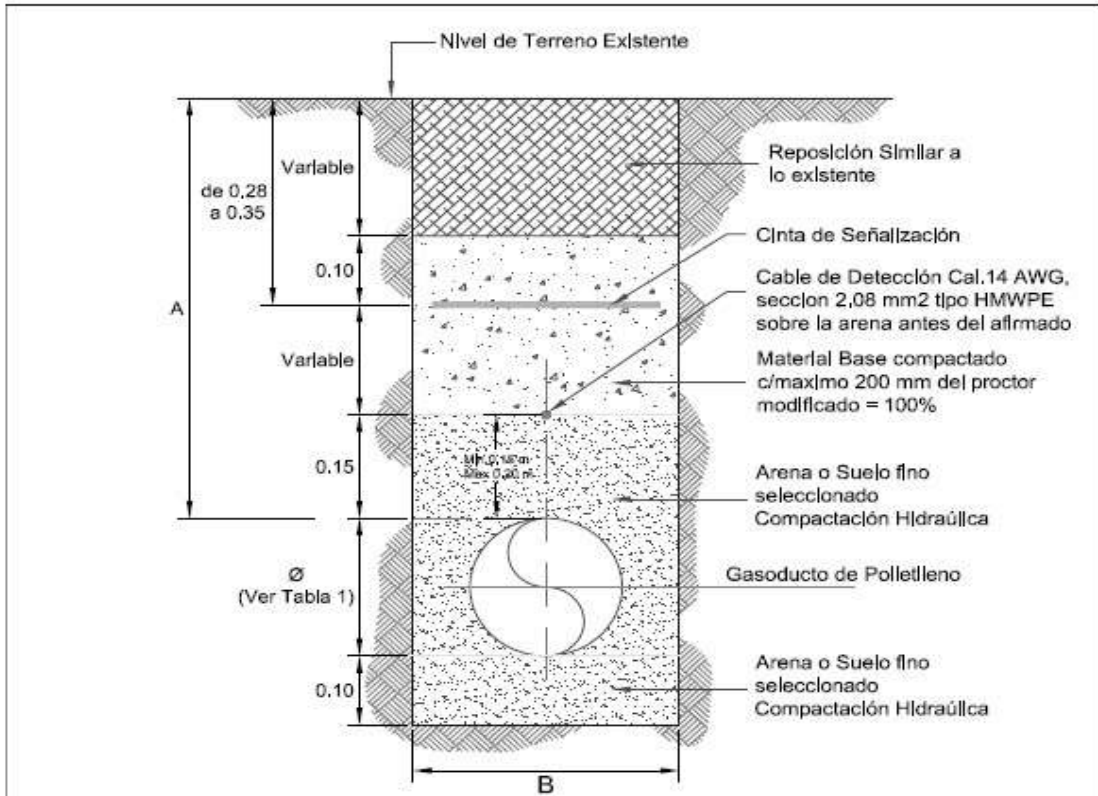 Nivel de Terreno Existente
Variable
de 0.28
a 0.35
0.10
A
Variable
0.15
Ø
(Ver Tabla 1)
0.10
B
Reposición Similar a
lo existente
Cinta de Señalización
Cable de Detección Cal.14 AWG,
seccion 2,08 mm2 tipo HMWPE
sobre la arena antes del afirmado
Material Base compactado
c/maximo 200 mm del proctor
modificado = 100%
Max 0.20 m
Arena o Suelo fino
seleccionado
Compactación Hidraúlica
Gasoducto de Polietileno
Arena o Suelo fino
seleccionado
Compactación Hidraúlica